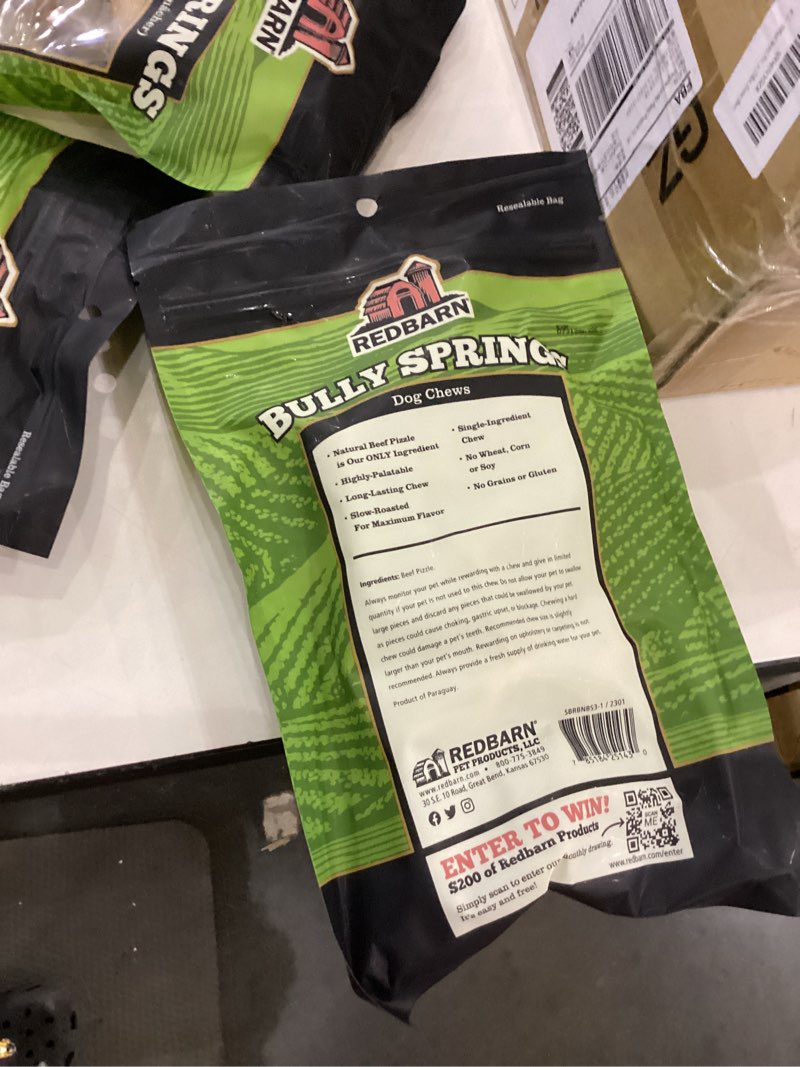 RINGS
BARN
Resealable Bag
FBA
GZ
REDBARN
BULLY SPRINGS
Dog Chews
• Natural Beef Pizzle
is Our ONLY Ingredient
• Highly-Palatable
• Long-Lasting Chew
• Slow-Roasted
For Maximum Flavor
• Single-Ingredient
Chew
• No Wheat, Corn
or Soy
• No Grains or Gluten
Ingredients: Beef Pizzle.
Always monitor your pet while rewarding with a chew and give in limited
quantity if your pet is not used to this chew. Do not allow your pet to swallow
large pieces and discard any pieces that could be swallowed by your pet,
as pieces could cause choking, gastric upset, or blockage. Chewing a hard
chew could damage a pet's teeth. Recommended chew size is slightly
larger than your pet's mouth. Rewarding on upholstery or carpeting is not
recommended. Always provide a fresh supply of drinking water for your pet.
Product of Paraguay.
SBRBNBS3-1 / 2301
REDBARN®
PET PRODUCTS, LLC
www.redbarn.com • 800-775-3849
30 S.E. 10 Road, Great Bend, Kansas 67530
ENTER TO WIN!
$200 of Redbarn Products
Simply scan to enter our monthly drawing.
It's easy and free!
SCAN
ME
www.redbarn.com/enter
Resealable Bag